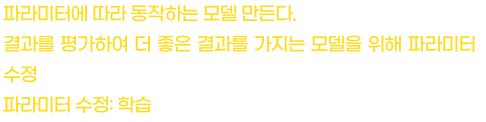 파라미터에 따라 동작하는 모델 만든다.
결과를 평가하여 더 좋은 결과를 가지는 모델을 위해 파라미터
수정
파라미터 수정: 학습